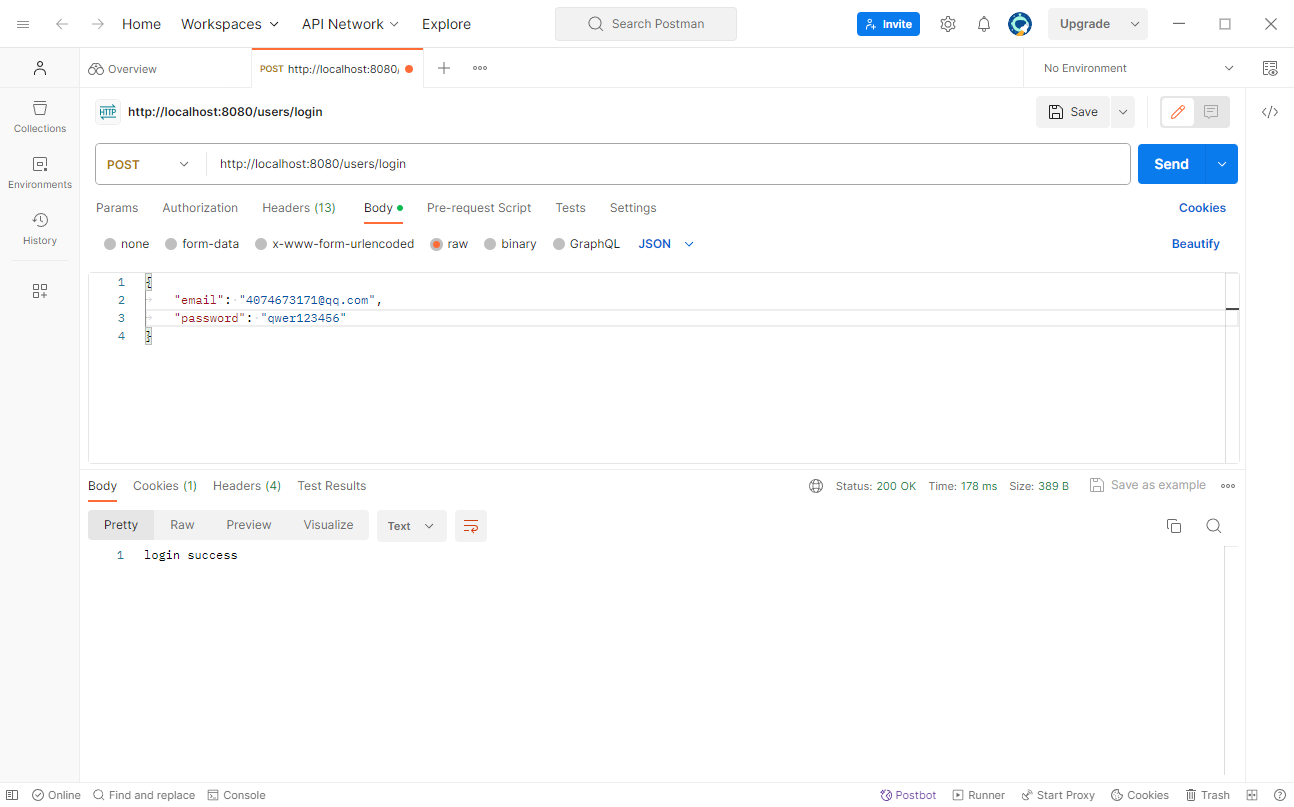 Home Workspaces API Network Explore Search Postman Invite Upgrade
Overview POST http://localhost:8080/ No Environment
HTTP http://localhost:8080/users/login Save
Collections
Environments
History
POST http://localhost:8080/users/login Send
Params Authorization Headers (13) Body Pre-request Script Tests Settings Cookies
none form-data x-www-form-urlencoded raw binary GraphQL JSON Beautify
1 {
2 "email": "4074673171@qq.com",
3 "password": "qwer123456"
4 }
Body Cookies (1) Headers (4) Test Results Status: 200 OK Time: 178 ms Size: 389 B Save as example
Pretty Raw Preview Visualize Text
1 login success
Online Find and replace Console Postbot Runner Start Proxy Cookies Trash